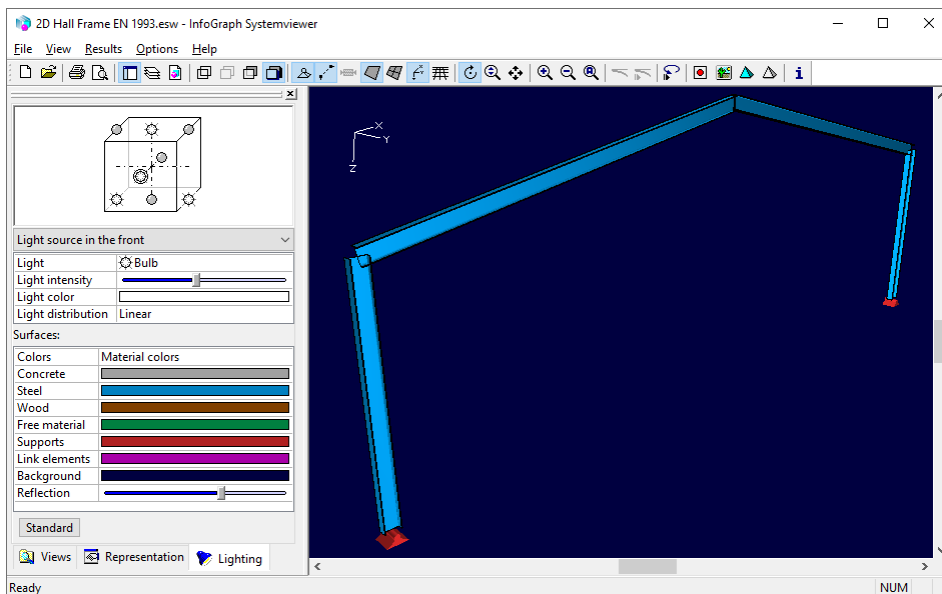 2D Hall Frame EN 1993.esw - InfoGraph Systemviewer
File View Results Options Help
X
Y
Z
Light source in the front
Light Bulb
Light intensity
Light color
Light distribution Linear
Surfaces:
Colors Material colors
Concrete
Steel
Wood
Free material
Supports
Link elements
Background
Reflection
Standard
Views Representation Lighting
Ready NUM